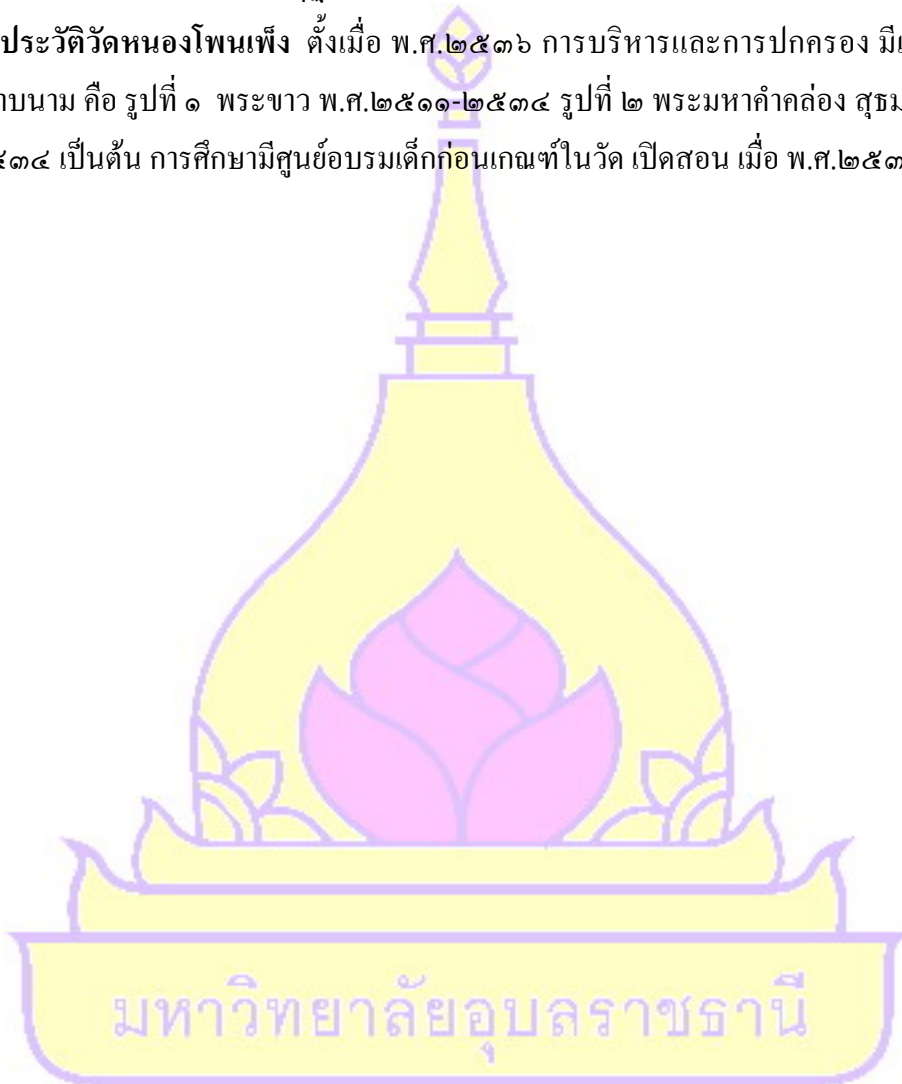 ประวัติวัดหนองโพนเพ็ง ตั้งเมื่อ พ.ศ.๒๕๓๖ การบริหารและการปกครอง มี
าบนาม คือ รูปที่ ๑ พระขาว พ.ศ.๒๕๑๑-๒๕๓๔ รูปที่ ๒ พระมหาคำคล่อง สุธม
๕๓๔ เป็นต้น การศึกษามีศูนย์อบรมเด็กก่อนเกณฑ์ในวัด เปิดสอน เมื่อ พ.ศ.๒๕๓
มหาวิทยาลัยอุบลราชธานี